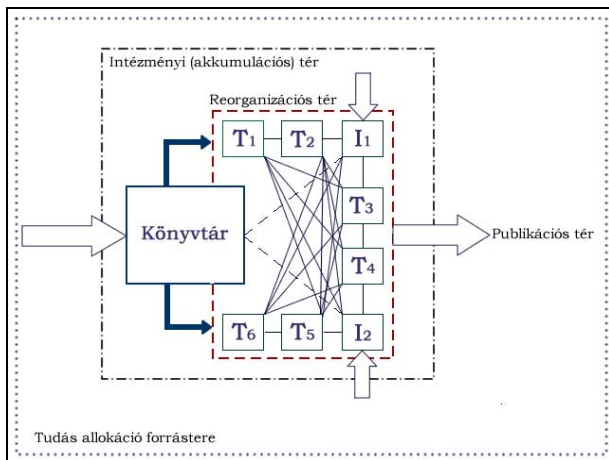 Intézményi (akkumulációs) tér
Reorganizációs tér
T1
T2
I1
T3
Könyvtár
Publikációs tér
T4
T6
T5
I2
Tudás allokáció forrástere